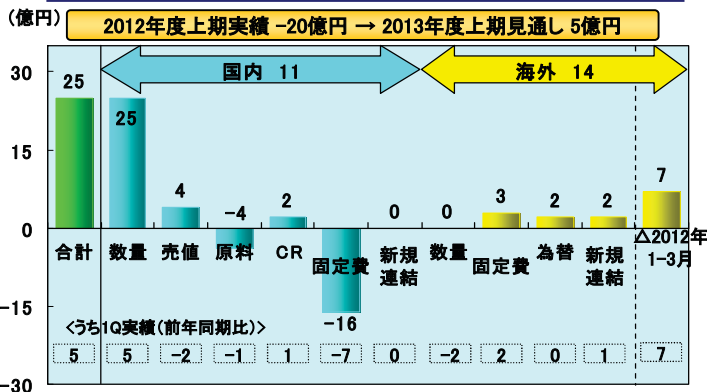 (億円)
2012年度上期実績 -20億円 → 2013年度上期見通し 5億円
国内 11
海外 14
30
15
0
-15
-30
25
25
4
-4
2
-16
0
0
3
2
2
7
合計
数量
売値
原料
CR
固定費
新規
連結
数量
固定費
為替
新規
連結
△2012年
1-3月
<うち1Q実績(前年同期比)>
5
5
-2
-1
1
-7
0
-2
2
0
1
7